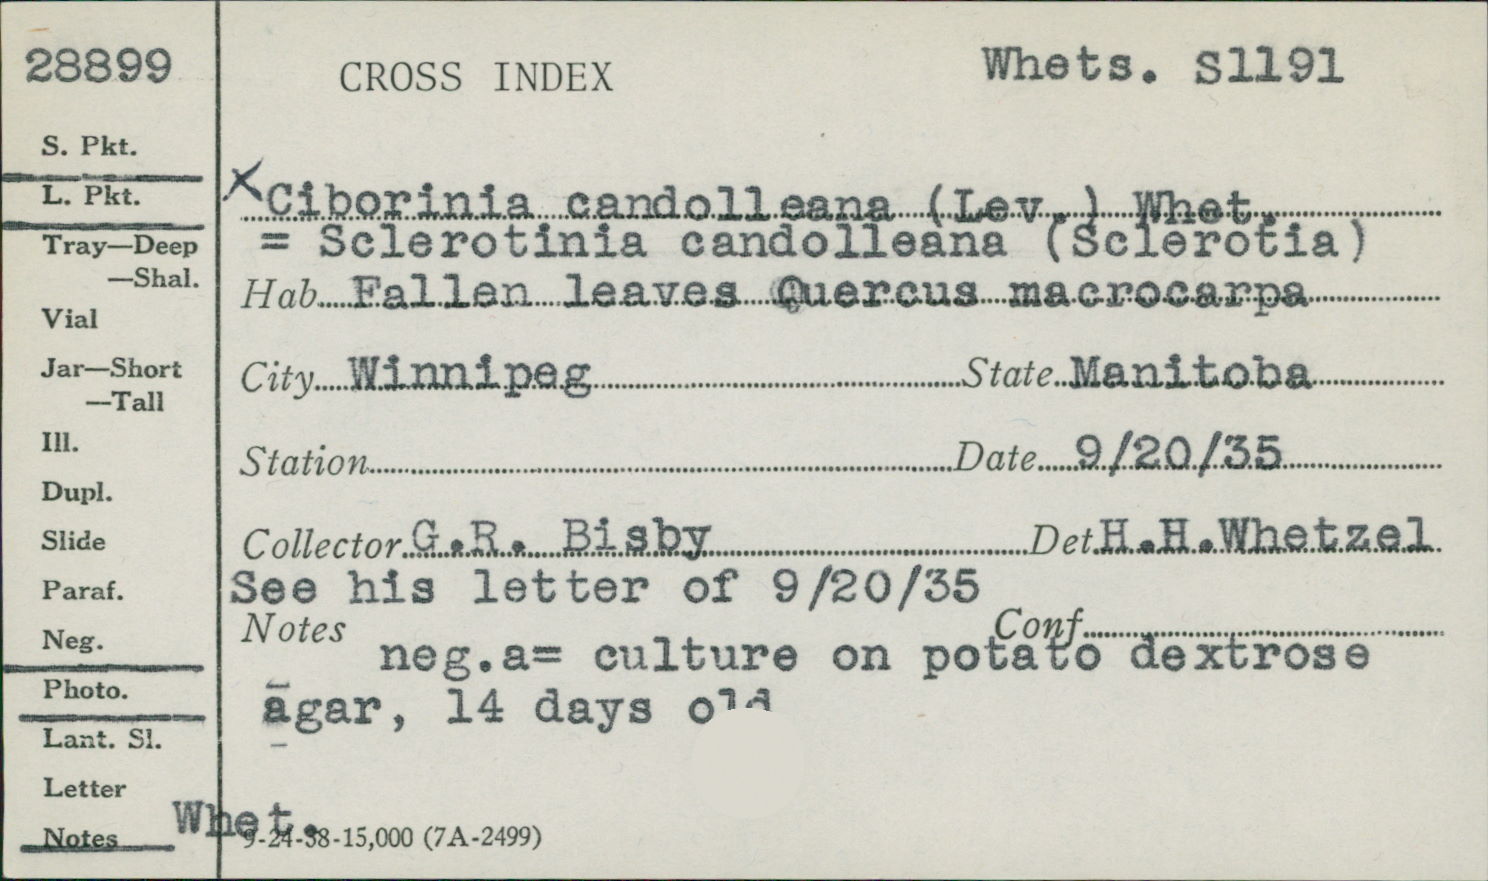 28899
CROSS INDEX
Whets. S1191
S. Pkt.
L. Pkt.
Tray—Deep
—Shal.
Vial
Jar—Short
—Tall
Ill.
Dupl.
Slide
Paraf.
Neg.
Photo.
Lant. Sl.
Letter
Notes Whet.
x Ciborinia candolleana (Lev.) Whet.
= Sclerotinia candolleana (Sclerotia)
Hab. Fallen leaves Quercus macrocarpa
City Winnipeg State Manitoba
Station Date 9/20/35
Collector G.R. Bisby Det H.H.Whetzel
See his letter of 9/20/35
Notes Conf
neg.a= culture on potato dextrose
agar, 14 days
9-24-38-15,000 (7A-2499)